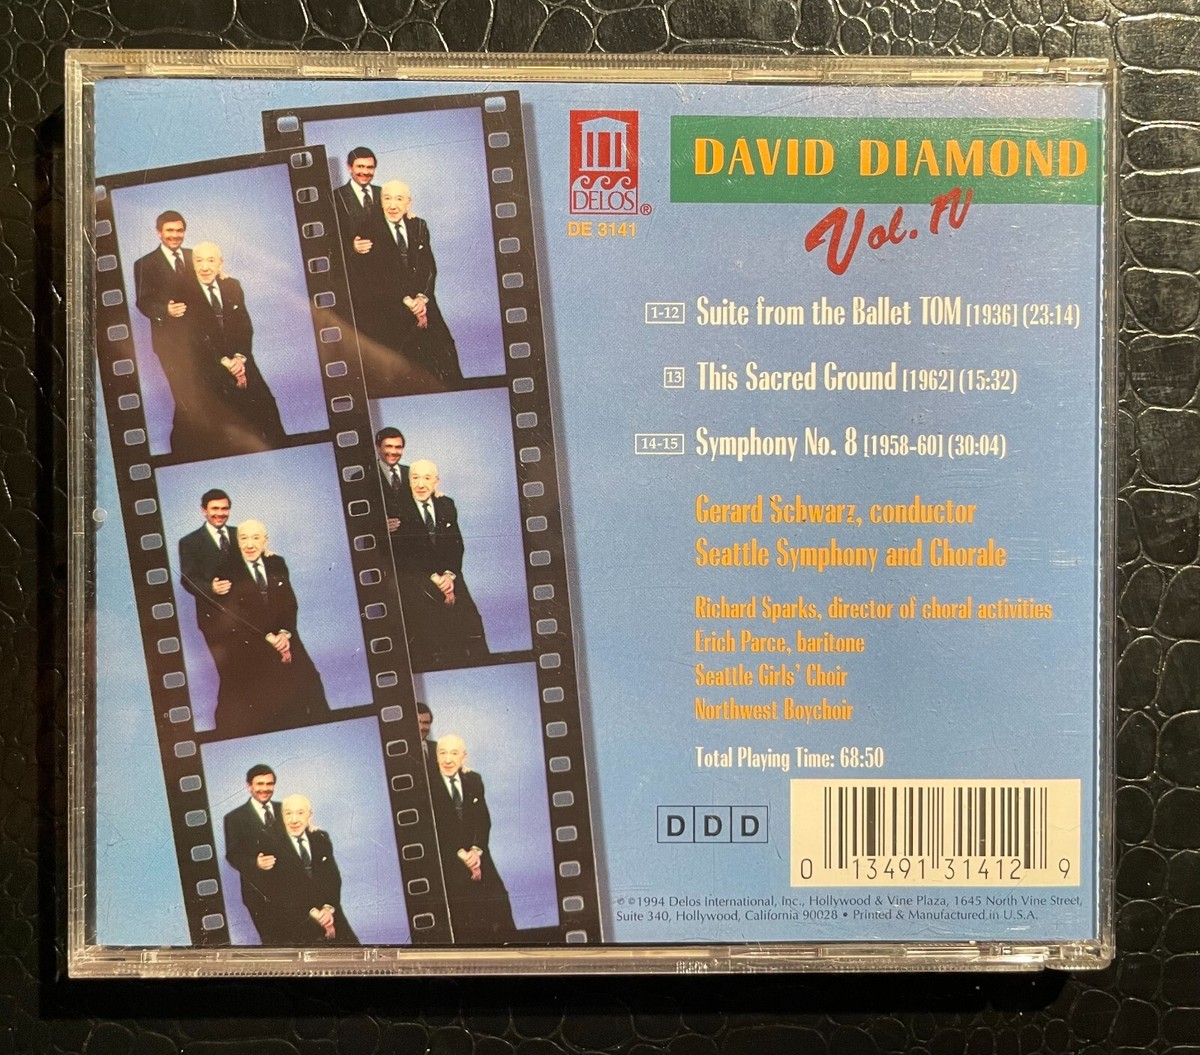 DELOS®
DE 3141
DAVID DIAMOND
Vol. IV
1-12 Suite from the Ballet TOM [1936] (23:14)
13 This Sacred Ground [1962] (15:32)
14-15 Symphony No. 8 [1958-60] (30:04)
Gerard Schwarz, conductor
Seattle Symphony and Chorale
Richard Sparks, director of choral activities
Erich Parce, baritone
Seattle Girls' Choir
Northwest Boychoir
Total Playing Time: 68:50
D D D
0 13491 31412 9
℗ ©1994 Delos International, Inc., Hollywood & Vine Plaza, 1645 North Vine Street,
Suite 340, Hollywood, California 90028 • Printed & Manufactured in U.S.A.